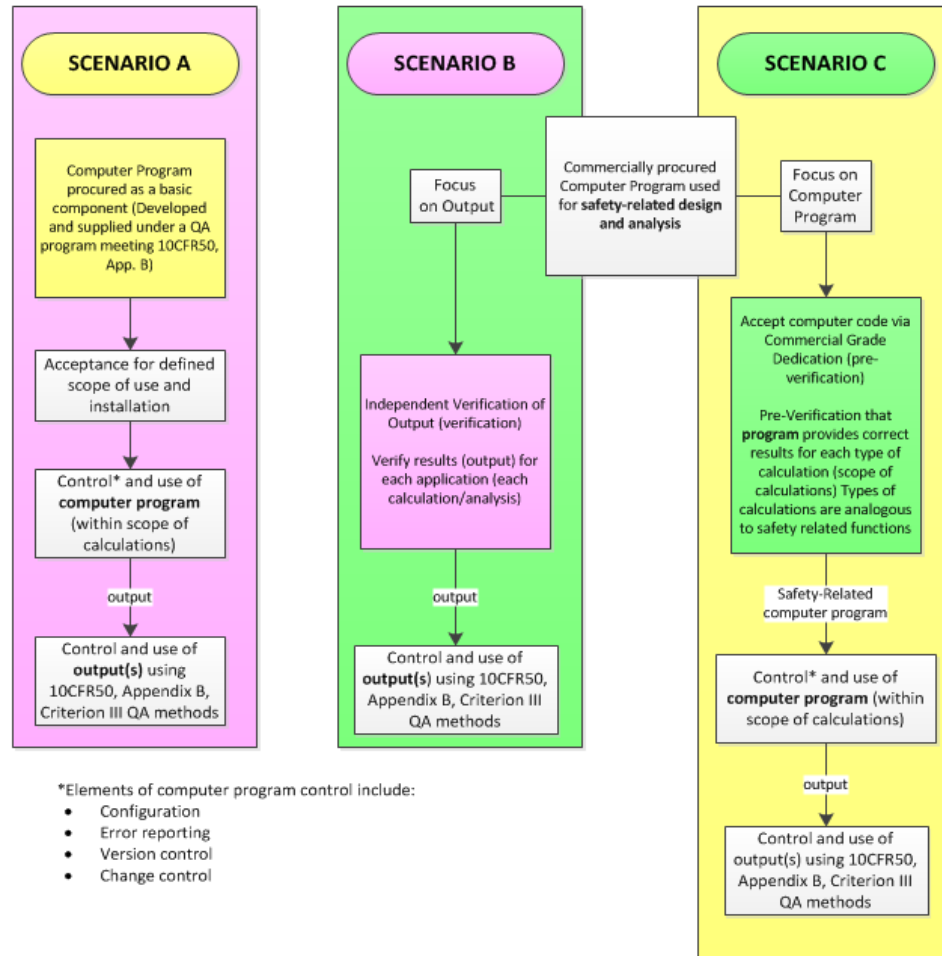 SCENARIO A
Computer Program
procured as a basic
component (Developed
and supplied under a QA
program meeting 10CFR50,
App. B)
Acceptance for defined
scope of use and
installation
Control* and use of
computer program
(within scope of
calculations)
output
Control and use of
output(s) using
10CFR50, Appendix B,
Criterion III QA methods
SCENARIO B
Focus
on Output
Commercially procured
Computer Program used
for safety-related design
and analysis
Independent Verification of
Output (verification)
Verify results (output) for
each application (each
calculation/analysis)
output
Control and use of
output(s) using 10CFR50,
Appendix B, Criterion III
QA methods
SCENARIO C
Focus on
Computer
Program
Accept computer code via
Commercial Grade
Dedication (pre-
verification)
Pre-Verification that
program provides correct
results for each type of
calculation (scope of
calculations) Types of
calculations are analogous
to safety related functions
Safety-Related
computer program
Control* and use of
computer program (within
scope of calculations)
output
Control and use of
output(s) using 10CFR50,
Appendix B, Criterion III
QA methods
*Elements of computer program control include:
• Configuration
• Error reporting
• Version control
• Change control